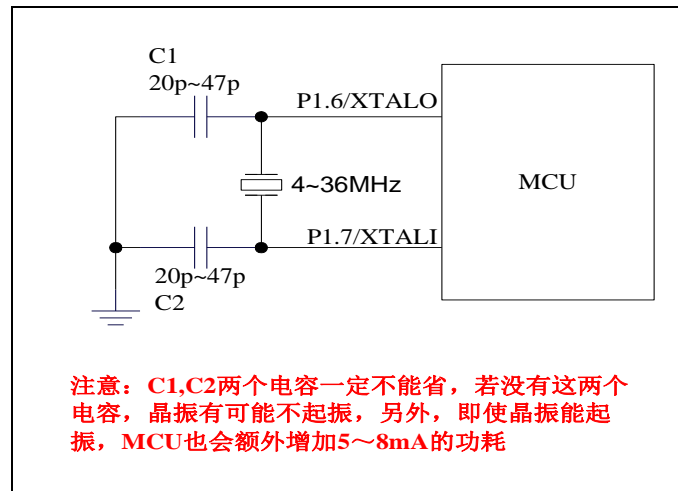 C1
20p~47p
P1.6/XTALO
4~36MHz
MCU
P1.7/XTALI
20p~47p
C2
注意：C1,C2两个电容一定不能省，若没有这两个
电容，晶振有可能不起振，另外，即使晶振能起
振，MCU也会额外增加5～8mA的功耗